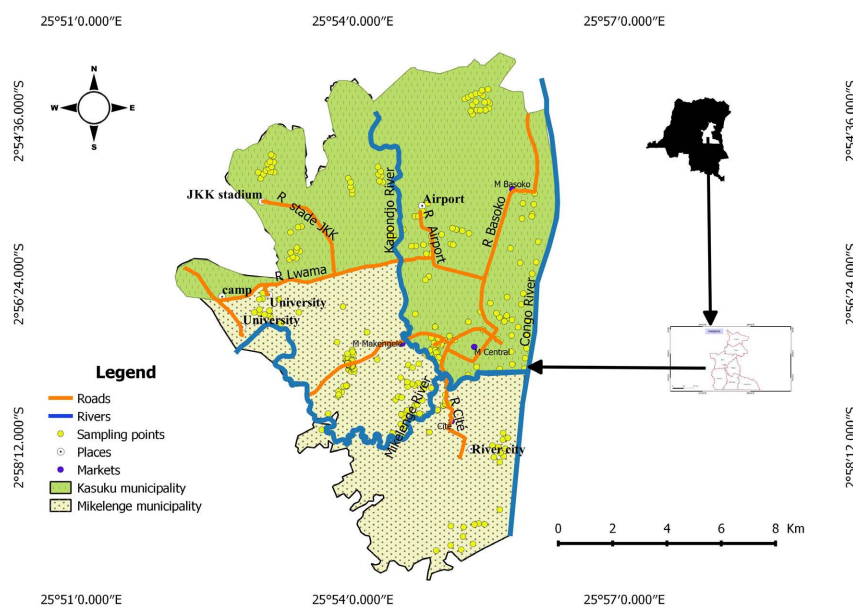 25°51′0.000″E 25°54′0.000″E 25°57′0.000″E
2°54′36.000″S
2°54′36.000″S
N
W E
S
M Basoko
JKK stadium
R stade JKK
Kapondjo River
Airport
R Airport
R Basoko
R Lwama
2°56′24.000″S
2°56′24.000″S
camp
University
University
Congo River
M Makengele
M Central
Legend
Roads
Rivers
Sampling points
Places
Markets
Kasuku municipality
Mikelenge municipality
Mikelenge River
R Cité
Cité
River city
2°58′12.000″S
2°58′12.000″S
0 2 4 6 8 Km
25°51′0.000″E 25°54′0.000″E 25°57′0.000″E